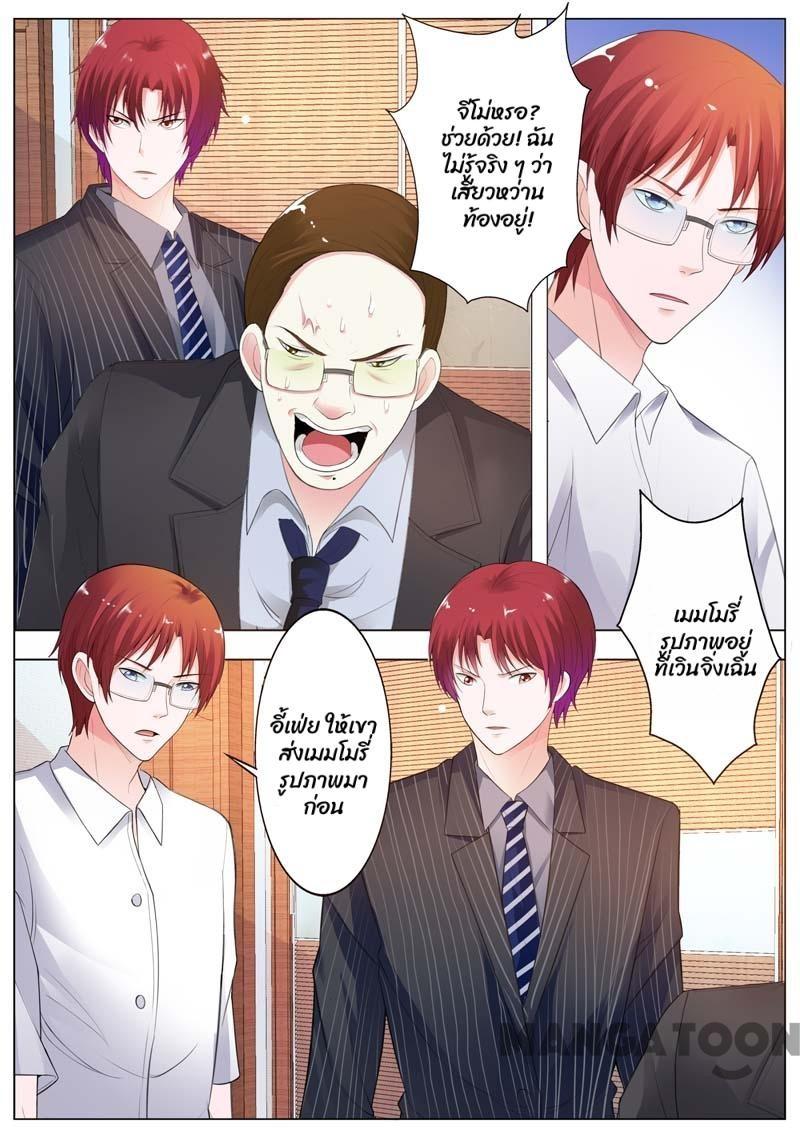 จี้โม่หรอ?
ช่วยด้วย! ฉัน
ไม่รู้จริง ๆ ว่า
เสี่ยวหว่าน
ท้องอยู่!
เมมโมรี่
รูปภาพอยู่
ที่เวินจิ่งเฉิน
อี้เฟ่ย ให้เขา
ส่งเมมโมรี่
รูปภาพมา
ก่อน
MANGATOON